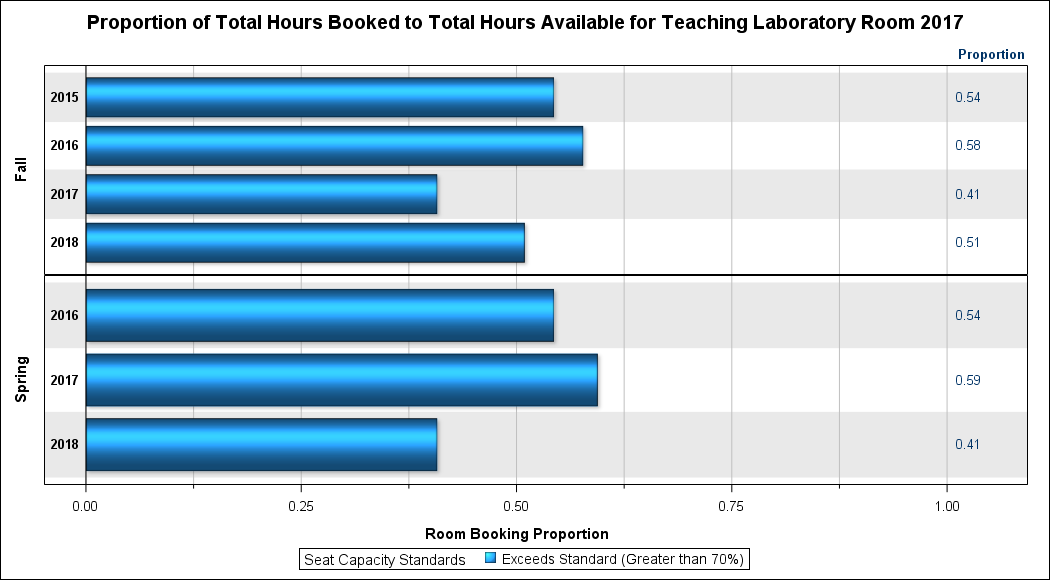 Proportion of Total Hours Booked to Total Hours Available for Teaching Laboratory Room 2017
Proportion
Fall
2015 0.54
2016 0.58
2017 0.41
2018 0.51
Spring
2016 0.54
2017 0.59
2018 0.41
0.00 0.25 0.50 0.75 1.00
Room Booking Proportion
Seat Capacity Standards Exceeds Standard (Greater than 70%)